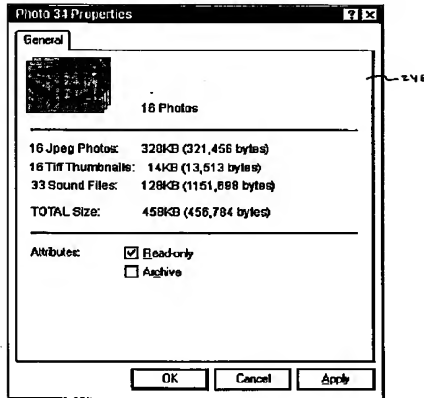 Photo 34 Properties
General
16 Photos
16 Jpeg Photos: 328KB (321,456 bytes)
16 Tiff Thumbnails: 14KB (13,513 bytes)
33 Sound Files: 128KB (1151,698 bytes)
TOTAL Size: 458KB (456,784 bytes)
Attributes: Read-only
Archive
OK Cancel Apply